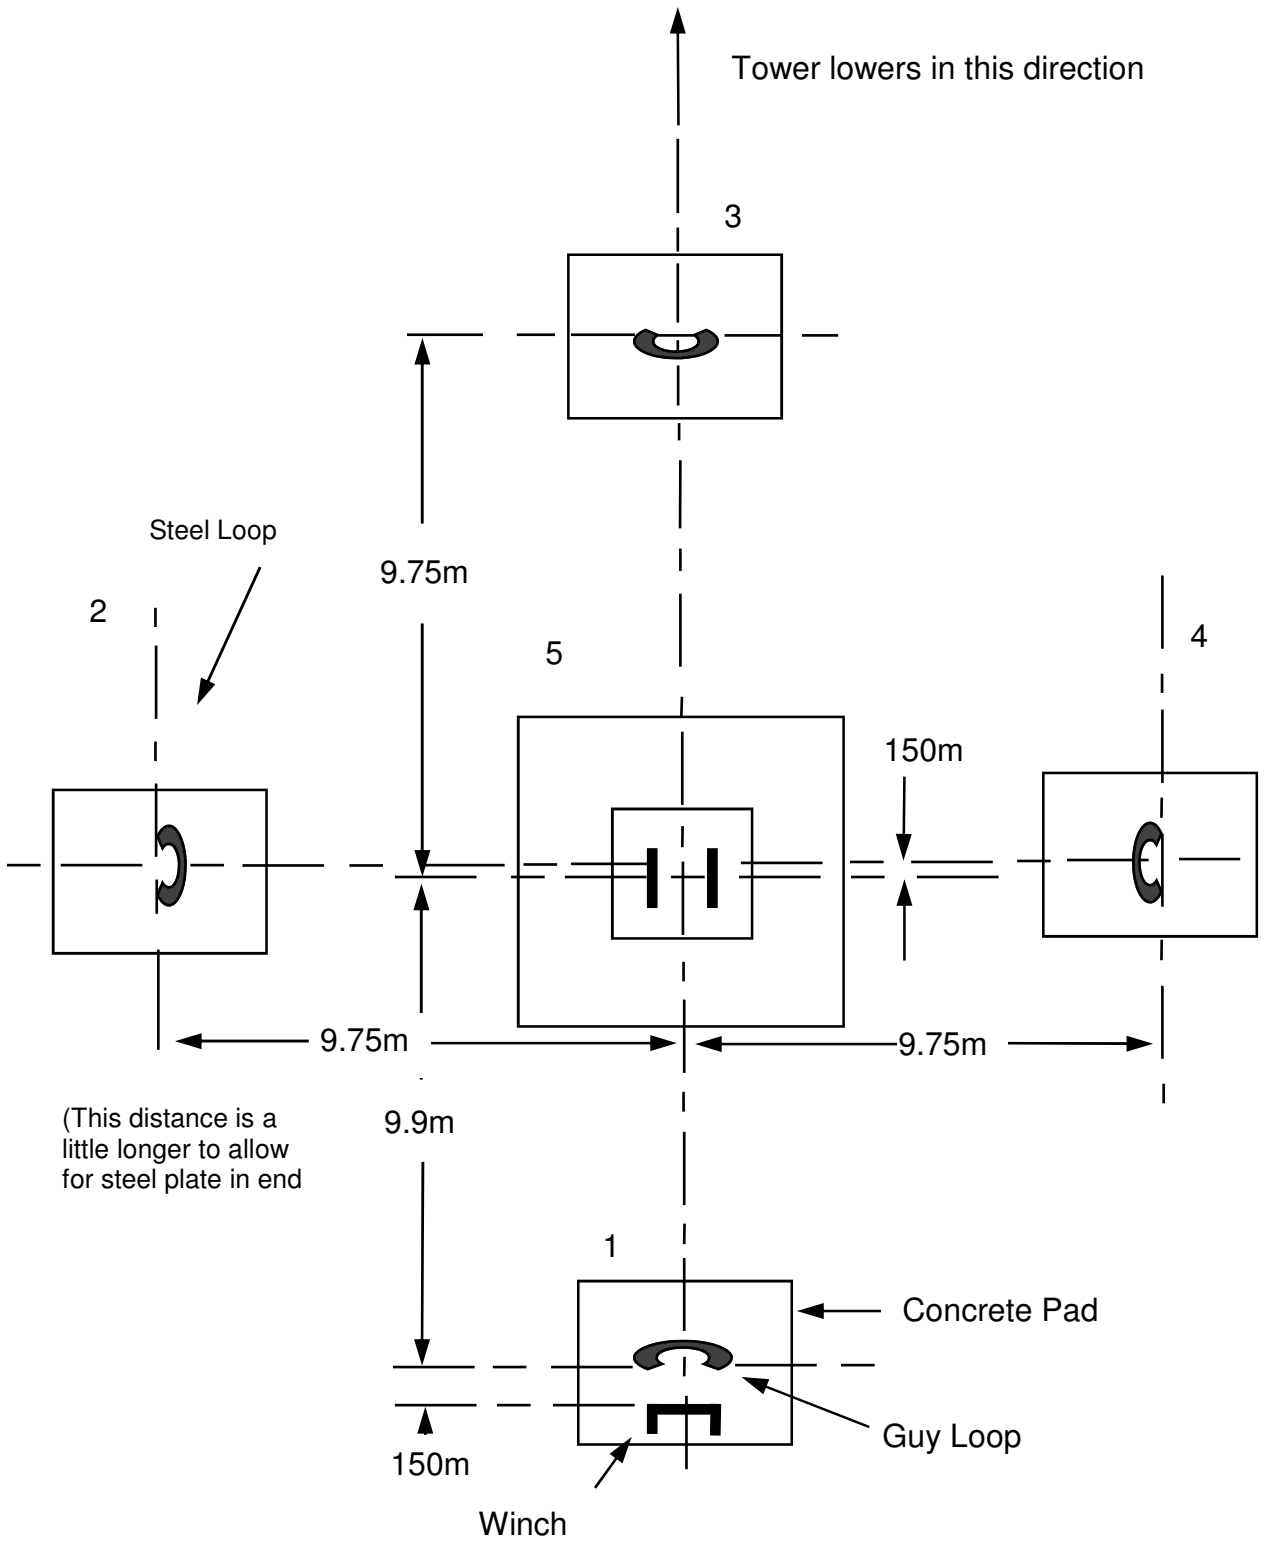 Tower lowers in this direction
3
Steel Loop
9.75m
2
4
5
150m
9.75m
9.75m
(This distance is a
little longer to allow
for steel plate in end
9.9m
1
Concrete Pad
Guy Loop
150m
Winch